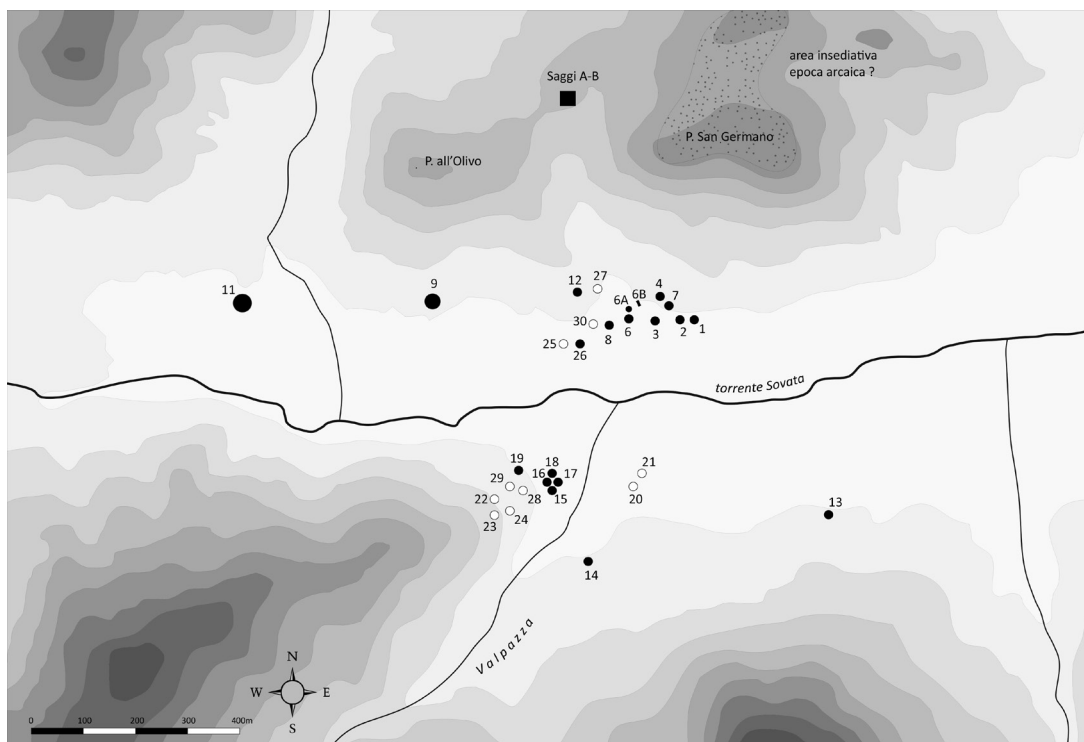 area insediativa
epoca arcaica ?
Saggi A-B
P. San Germano
P. all'Olivo
11
9
12
27
6A
6B
4
7
30
8
6
3
2
1
25
26
torrente Sovata
19
18
16
17
29
28
15
22
23
24
21
20
13
14
Valpazza
N
W
E
S
0
100
200
300
400m